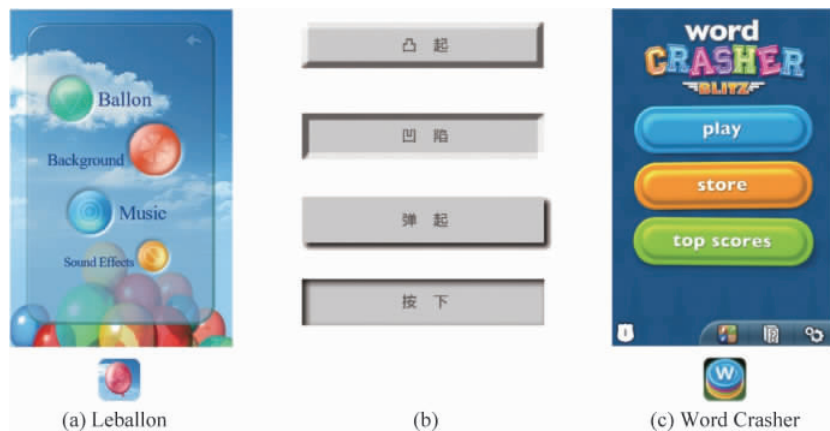 Ballon
Background
Music
Sound Effects
凸 起
凹 陷
弹 起
按 下
word
CRASHER
BLITZ
play
store
top scores
W
(a) Leballon
(b)
(c) Word Crasher